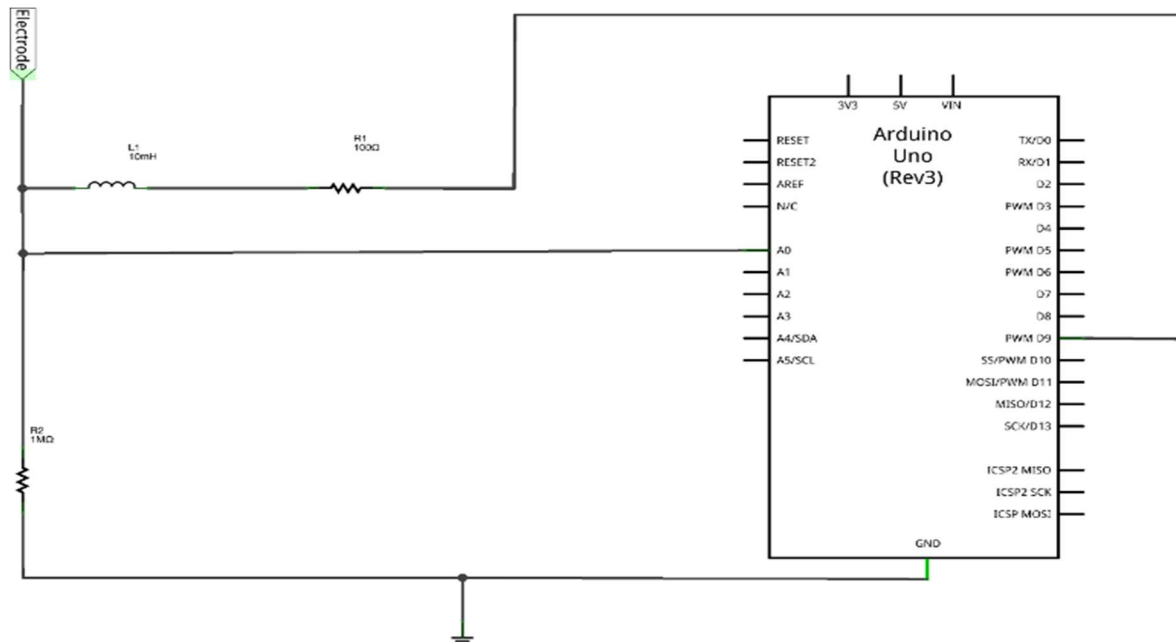 Electrode
L1
10mH
R1
100Ω
R2
1MΩ
3V3
5V
VIN
Arduino
Uno
(Rev3)
RESET
RESET2
AREF
N/C
A0
A1
A2
A3
A4/SDA
A5/SCL
TX/D0
RX/D1
D2
PWM D3
D4
PWM D5
PWM D6
D7
D8
PWM D9
SS/PWM D10
MOSI/PWM D11
MISO/D12
SCK/D13
ICSP2 MISO
ICSP2 SCK
ICSP MOSI
GND